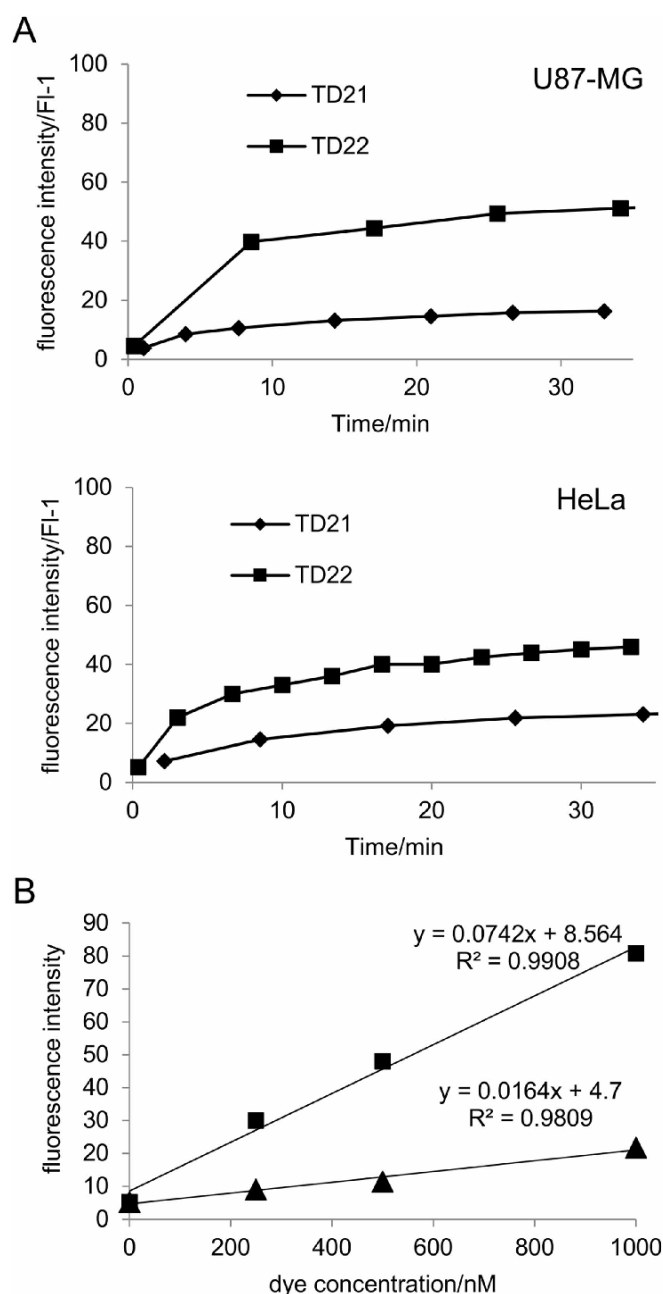 A
U87-MG
TD21
TD22
fluorescence intensity/Fl-1
100
80
60
40
20
0
0 10 20 30
Time/min
HeLa
TD21
TD22
fluorescence intensity/Fl-1
100
80
60
40
20
0
0 10 20 30
Time/min
B
fluorescence intensity
90
80
70
60
50
40
30
20
10
0
y = 0.0742x + 8.564
R² = 0.9908
y = 0.0164x + 4.7
R² = 0.9809
0 200 400 600 800 1000
dye concentration/nM